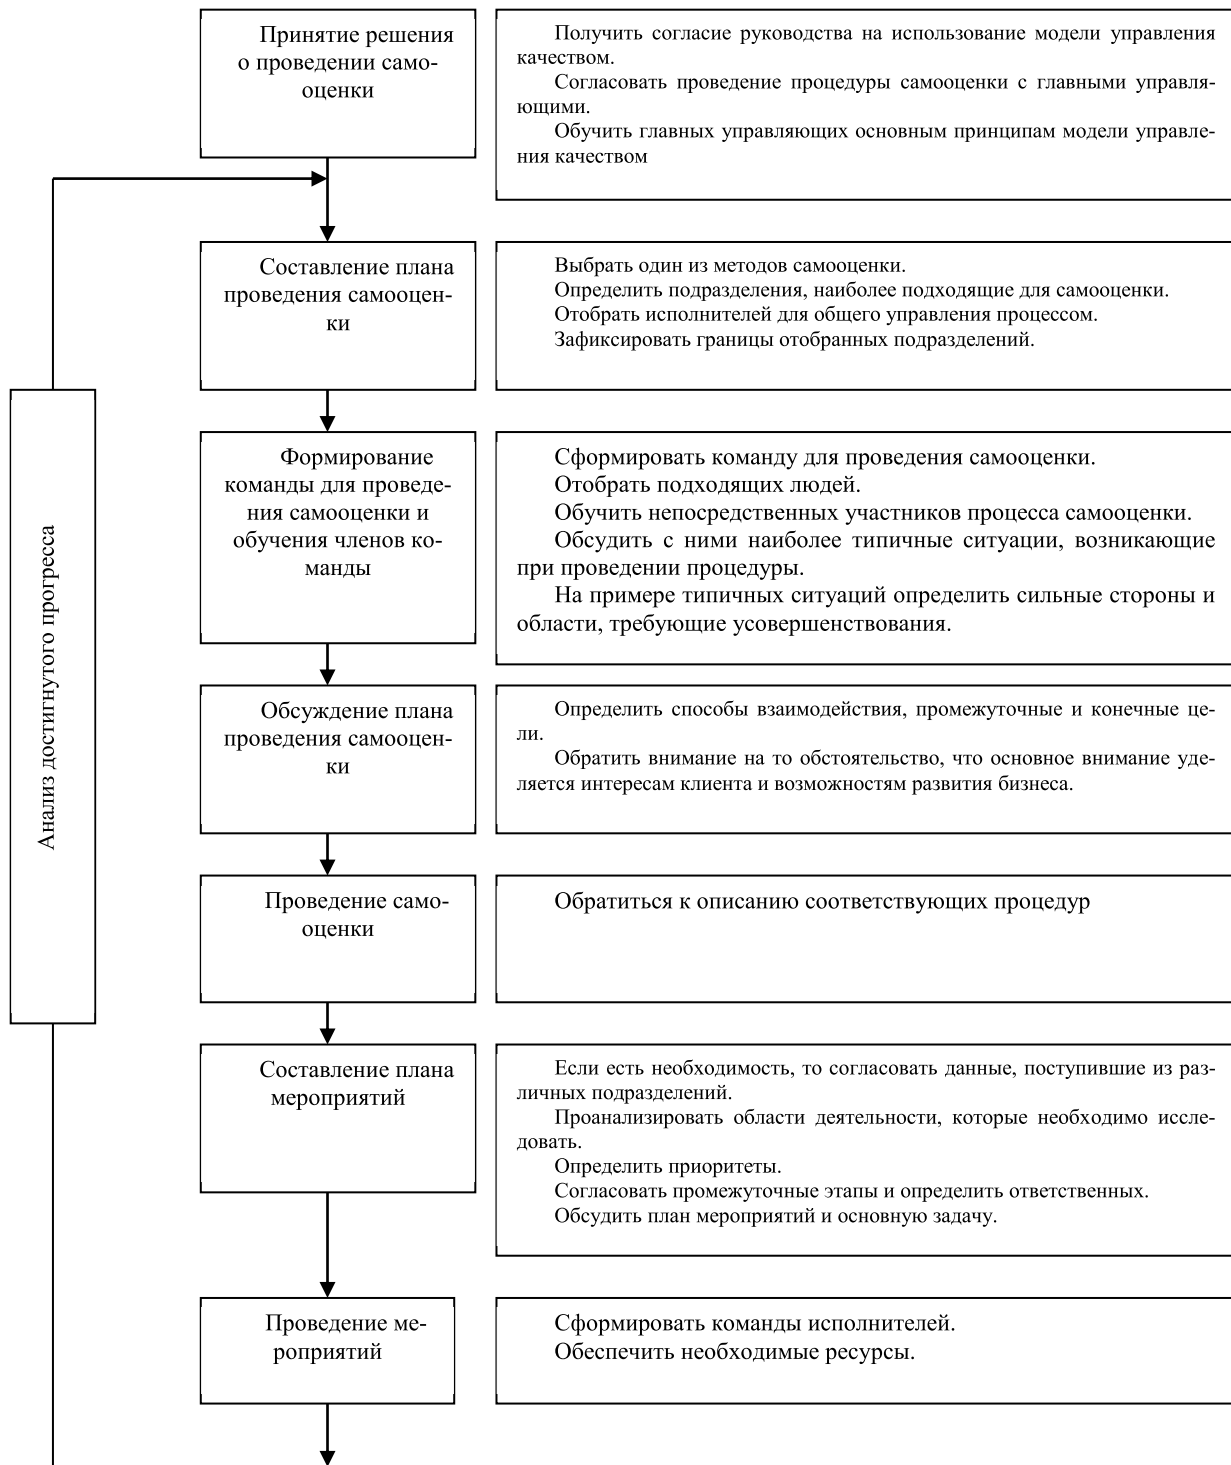 Принятие решения
о проведении само-
оценки
Получить согласие руководства на использование модели управления
качеством.
Согласовать проведение процедуры самооценки с главными управля-
ющими.
Обучить главных управляющих основным принципам модели управле-
ния качеством
Составление плана
проведения самооцен-
ки
Выбрать один из методов самооценки.
Определить подразделения, наиболее подходящие для самооценки.
Отобрать исполнителей для общего управления процессом.
Зафиксировать границы отобранных подразделений.
Анализ достигнутого прогресса
Формирование
команды для проведе-
ния самооценки и
обучения членов ко-
манды
Сформировать команду для проведения самооценки.
Отобрать подходящих людей.
Обучить непосредственных участников процесса самооценки.
Обсудить с ними наиболее типичные ситуации, возникающие
при проведении процедуры.
На примере типичных ситуаций определить сильные стороны и
области, требующие усовершенствования.
Обсуждение плана
проведения самооцен-
ки
Определить способы взаимодействия, промежуточные и конечные це-
ли.
Обратить внимание на то обстоятельство, что основное внимание уде-
ляется интересам клиента и возможностям развития бизнеса.
Проведение само-
оценки
Обратиться к описанию соответствующих процедур
Составление плана
мероприятий
Если есть необходимость, то согласовать данные, поступившие из раз-
личных подразделений.
Проанализировать области деятельности, которые необходимо иссле-
довать.
Определить приоритеты.
Согласовать промежуточные этапы и определить ответственных.
Обсудить план мероприятий и основную задачу.
Проведение ме-
роприятий
Сформировать команды исполнителей.
Обеспечить необходимые ресурсы.